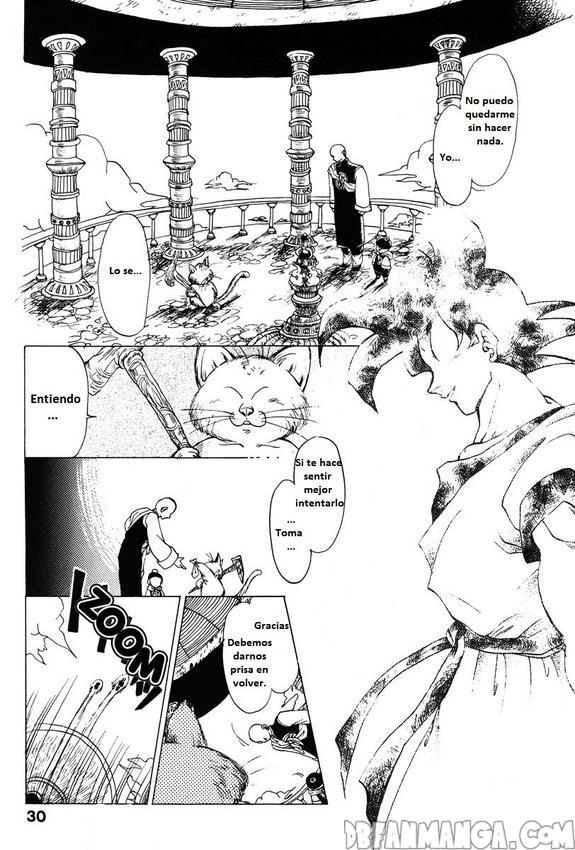 No puedo
quedarme
sin hacer
nada.
Yo...
Lo se...
Entiendo
...
Si te hace
sentir
mejor
intentarlo
...
Toma
...
ZOOM
Gracias
Debemos
darnos
prisa en
volver.
30
DBFANMANGA.COM